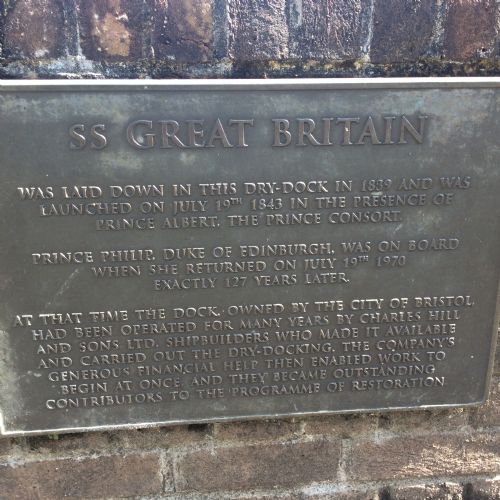 SS GREAT BRITAIN
WAS LAID DOWN IN THIS DRY-DOCK IN 1839 AND WAS
LAUNCHED ON JULY 19TH 1843 IN THE PRESENCE OF
PRINCE ALBERT, THE PRINCE CONSORT.
PRINCE PHILIP, DUKE OF EDINBURGH, WAS ON BOARD
WHEN SHE RETURNED ON JULY 19TH 1970
EXACTLY 127 YEARS LATER.
AT THAT TIME THE DOCK, OWNED BY THE CITY OF BRISTOL,
HAD BEEN OPERATED FOR MANY YEARS BY CHARLES HILL
AND SONS LTD. SHIPBUILDERS WHO MADE IT AVAILABLE
AND CARRIED OUT THE DRY-DOCKING. THE COMPANY'S
GENEROUS FINANCIAL HELP THEN ENABLED WORK TO
BEGIN AT ONCE, AND THEY BECAME OUTSTANDING
CONTRIBUTORS TO THE PROGRAMME OF RESTORATION